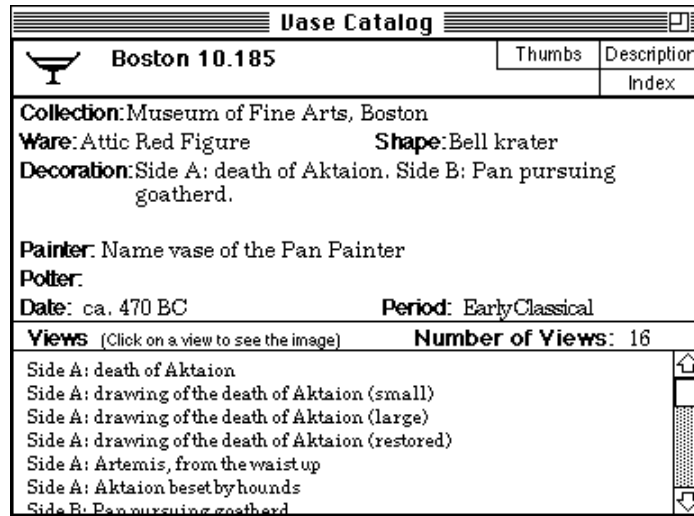 Vase Catalog
Boston 10.185
Thumbs
Description
Index
Collection: Museum of Fine Arts, Boston
Ware: Attic Red Figure Shape: Bell krater
Decoration: Side A: death of Aktaion. Side B: Pan pursuing
goatherd.
Painter: Name vase of the Pan Painter
Potter:
Date: ca. 470 BC Period: Early Classical
Views (Click on a view to see the image) Number of Views: 16
Side A: death of Aktaion
Side A: drawing of the death of Aktaion (small)
Side A: drawing of the death of Aktaion (large)
Side A: drawing of the death of Aktaion (restored)
Side A: Artemis, from the waist up
Side A: Aktaion beset by hounds
Side B: Pan pursuing goatherd